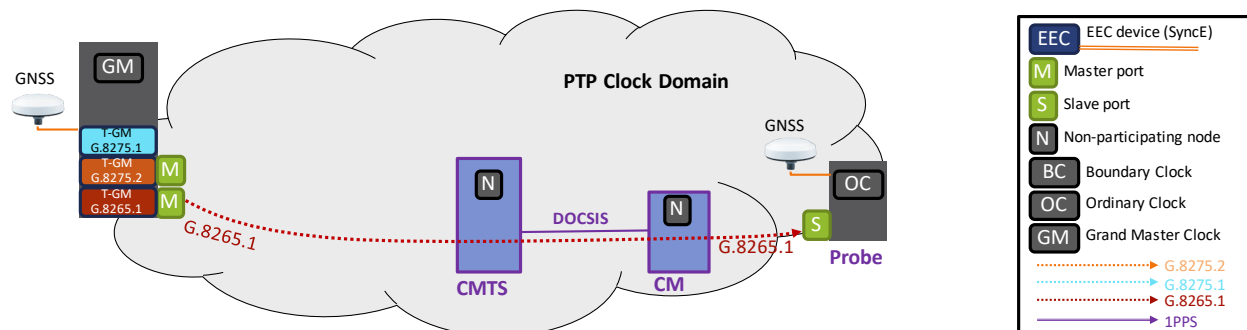 GM
GNSS
PTP Clock Domain
T-GM
G.8275.1
T-GM
G.8275.2
M
T-GM
G.8265.1
M
G.8265.1
N
CMTS
DOCSIS
N
CM
G.8265.1
GNSS
OC
S
Probe
EEC
EEC device (SyncE)
M
Master port
S
Slave port
N
Non-participating node
BC
Boundary Clock
OC
Ordinary Clock
GM
Grand Master Clock
G.8275.2
G.8275.1
G.8265.1
1PPS